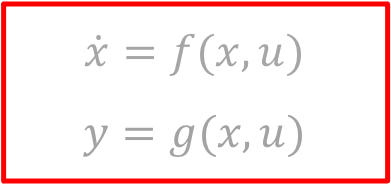 ẋ = f(x, u)
y = g(x, u)